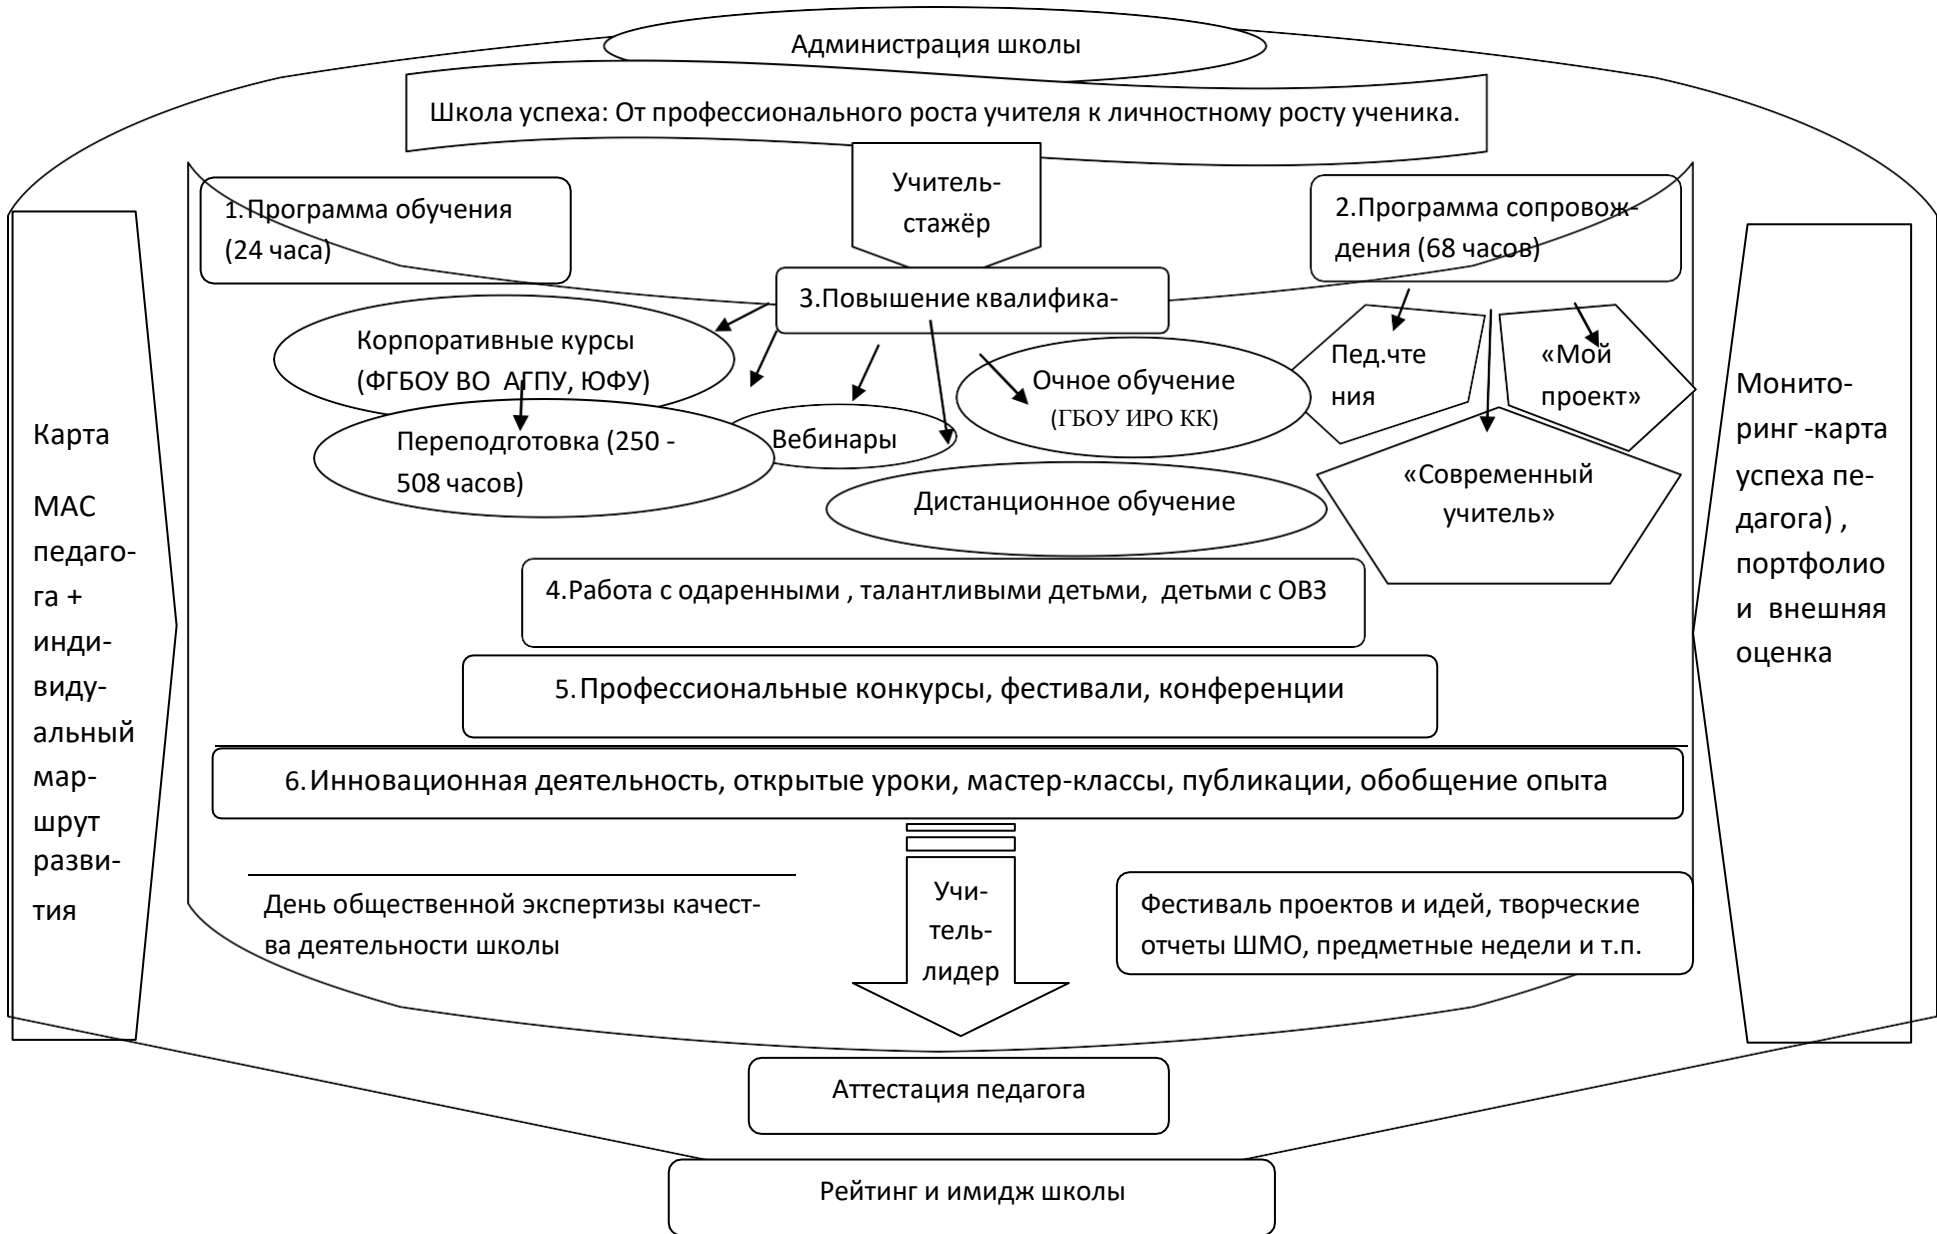 Администрация школы
Школа успеха: От профессионального роста учителя к личностному росту ученика.
Учитель-
стажёр
1.Программа обучения
(24 часа)
2.Программа сопровож-
дения (68 часов)
3.Повышение квалифика-
Корпоративные курсы
(ФГБОУ ВО АГПУ, ЮФУ)
Переподготовка (250 -
508 часов)
Вебинары
Очное обучение
(ГБОУ ИРО КК)
Дистанционное обучение
Пед.чте
ния
«Мой
проект»
«Современный
учитель»
Карта
МАС
педаго-
га +
инди-
виду-
альный
мар-
шрут
разви-
тия
Монито-
ринг -карта
успеха пе-
дагога) ,
портфолио
и внешняя
оценка
4.Работа с одаренными , талантливыми детьми, детьми с ОВЗ
5.Профессиональные конкурсы, фестивали, конференции
6.Инновационная деятельность, открытые уроки, мастер-классы, публикации, обобщение опыта
День общественной экспертизы качест-
ва деятельности школы
Учи-
тель-
лидер
Фестиваль проектов и идей, творческие
отчеты ШМО, предметные недели и т.п.
Аттестация педагога
Рейтинг и имидж школы